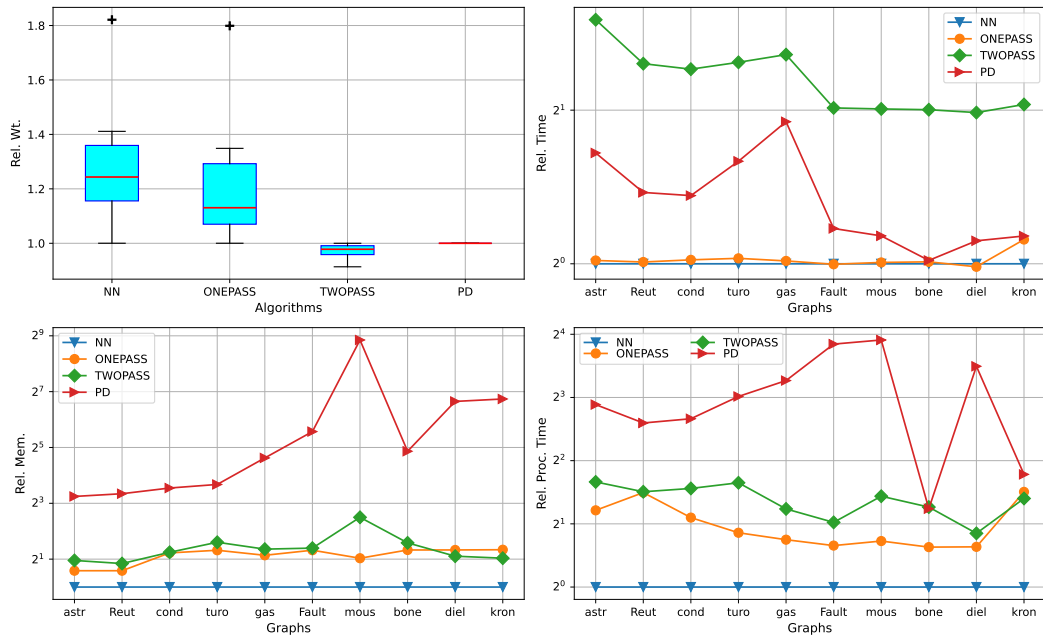 Rel. Wt.
1.8
1.6
1.4
1.2
1.0
NN ONEPASS TWOPASS PD
Algorithms
Rel. Time
2^1
2^0
NN
ONEPASS
TWOPASS
PD
astr Reut cond turo gas Fault mous bone diel kron
Graphs
Rel. Mem.
2^9
2^7
2^5
2^3
2^1
NN
ONEPASS
TWOPASS
PD
astr Reut cond turo gas Fault mous bone diel kron
Graphs
Rel. Proc. Time
2^4
2^3
2^2
2^1
2^0
NN TWOPASS
ONEPASS PD
astr Reut cond turo gas Fault mous bone diel kron
Graphs